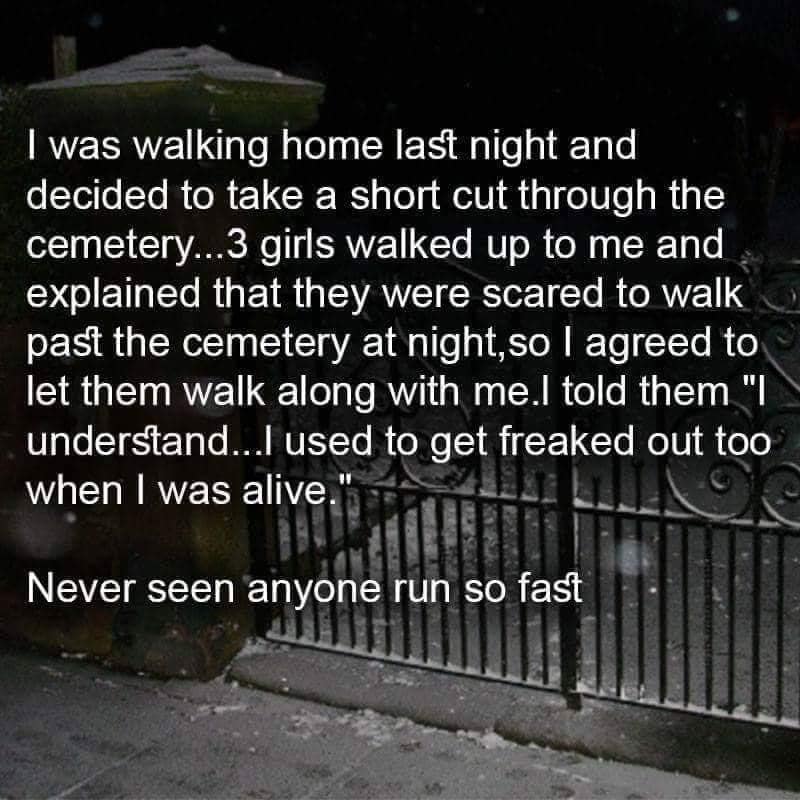 I was walking home last night and
decided to take a short cut through the
cemetery...3 girls walked up to me and
explained that they were scared to walk
past the cemetery at night,so I agreed to
let them walk along with me.I told them "I
understand...I used to get freaked out too
when I was alive."
Never seen anyone run so fast